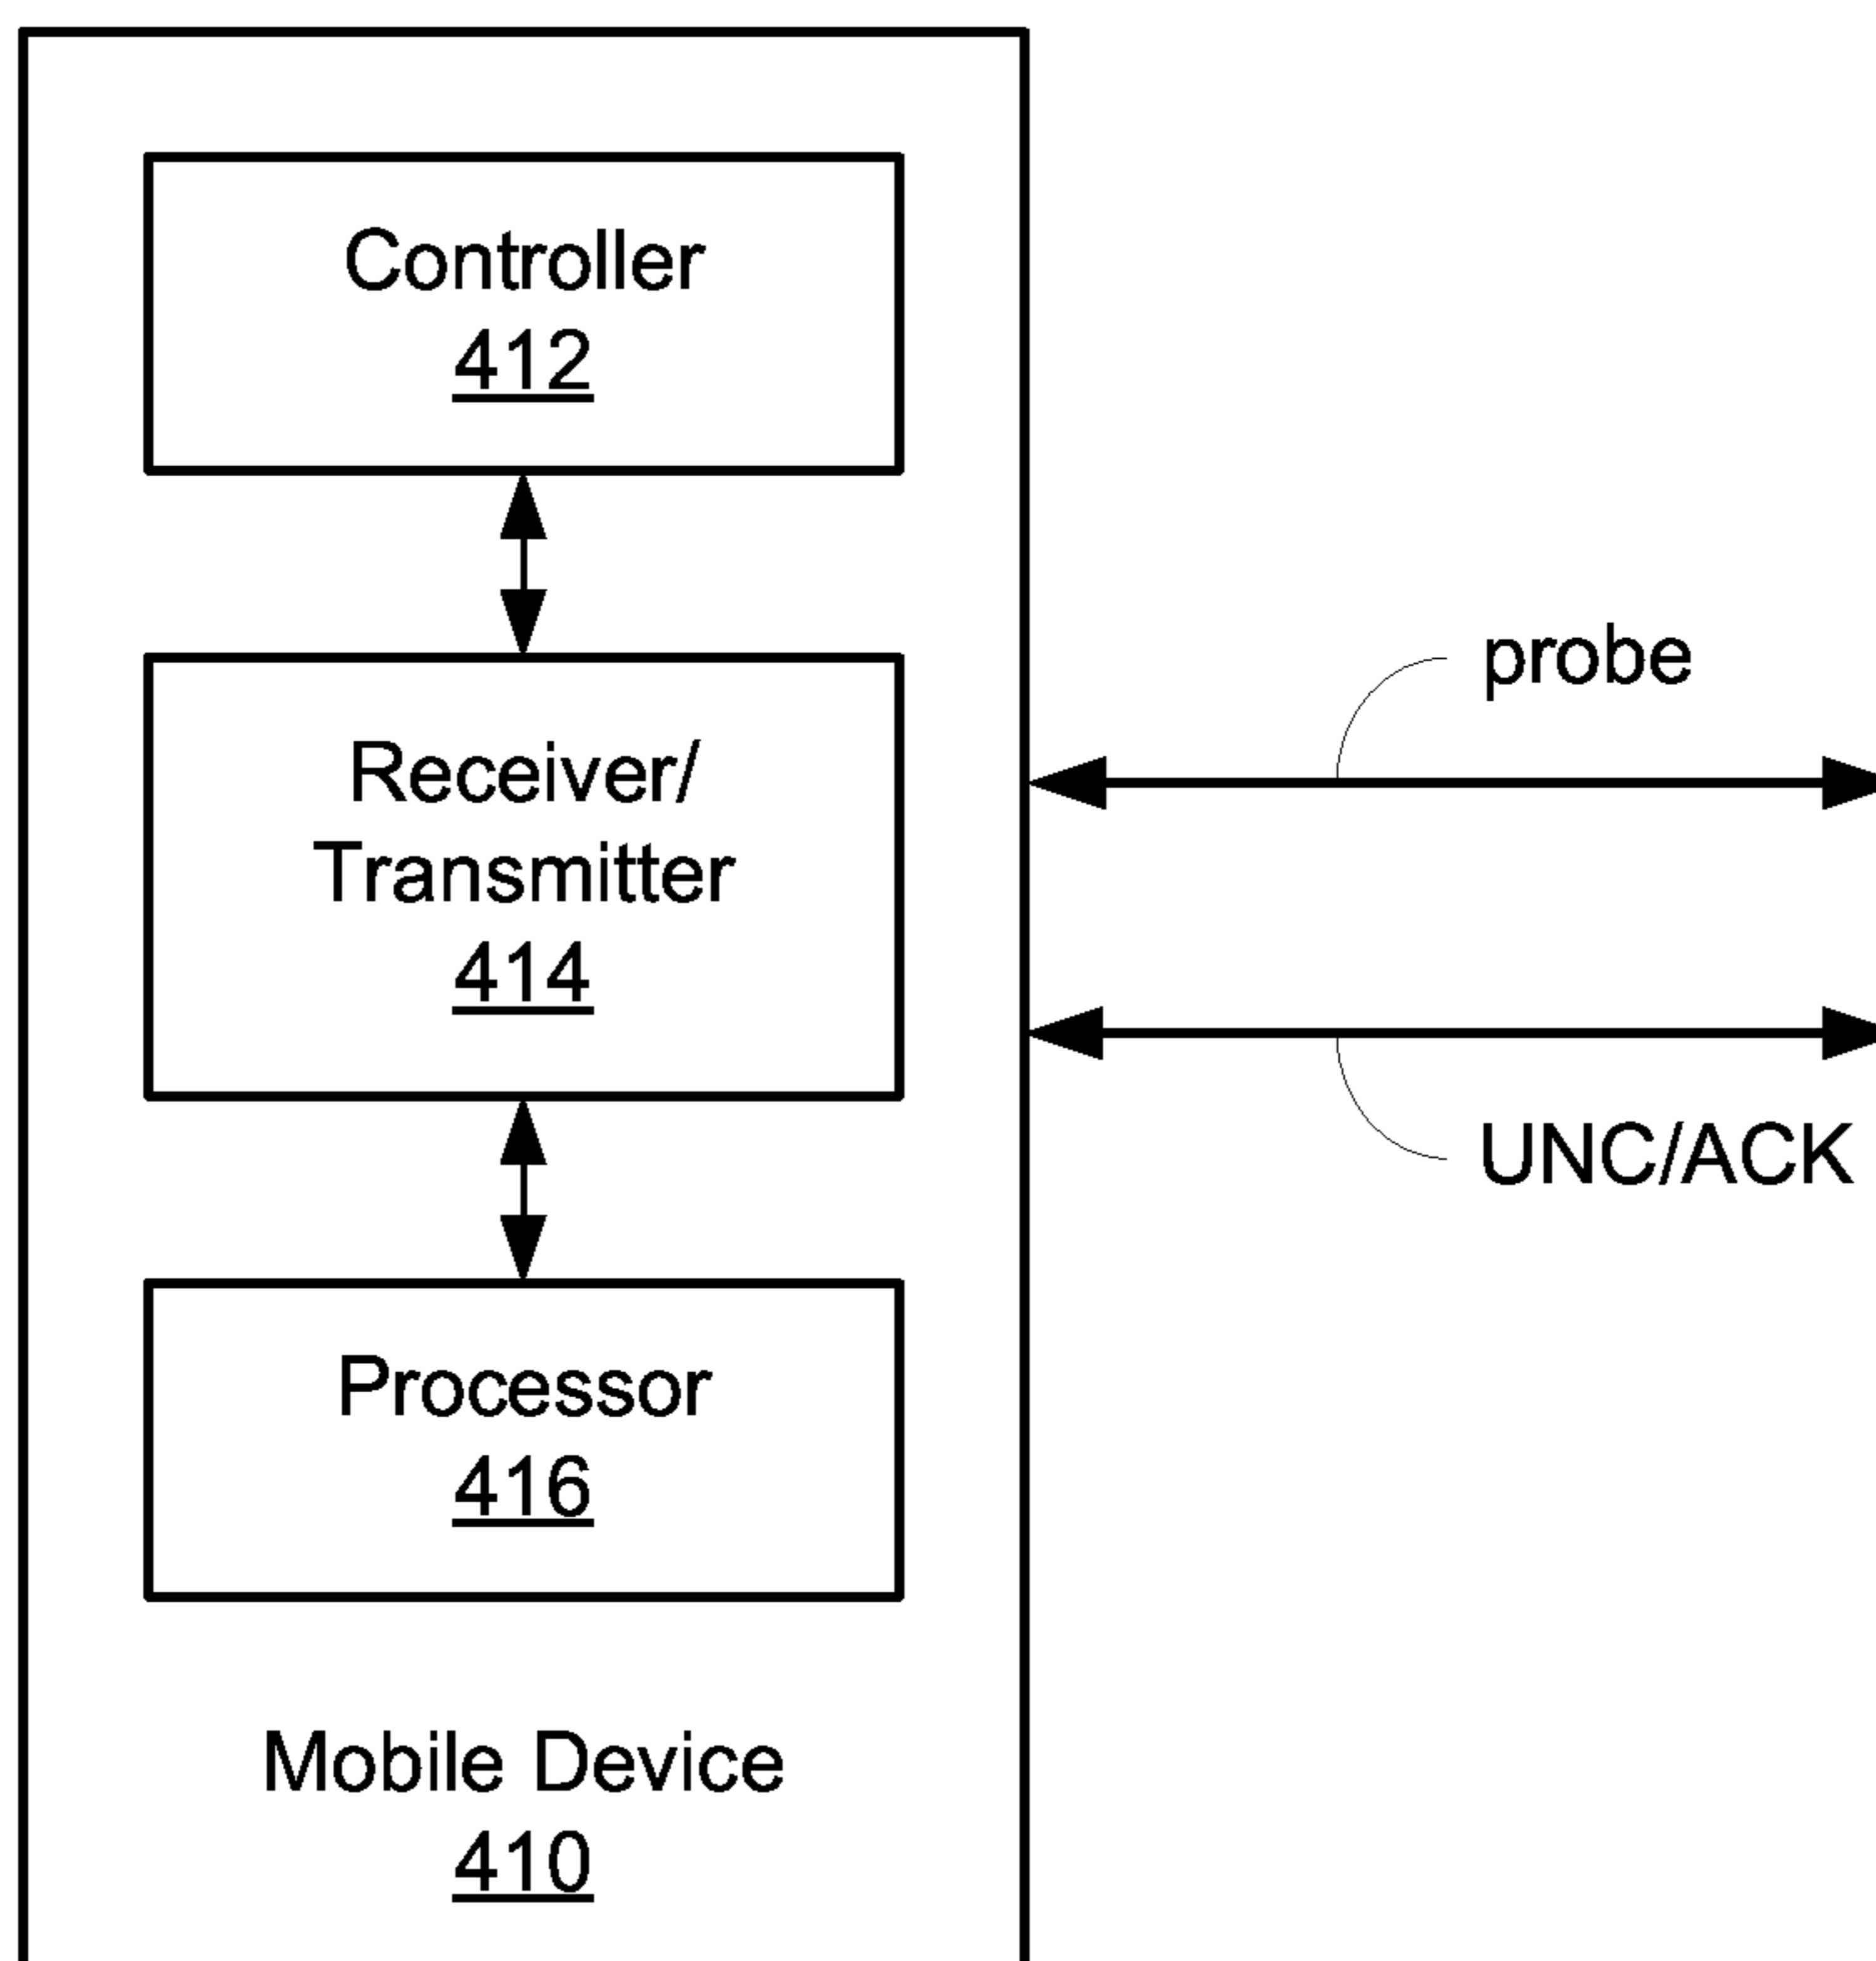 Controller
412
Receiver/
Transmitter
414
Processor
416
Mobile Device
410
probe
UNC/ACK